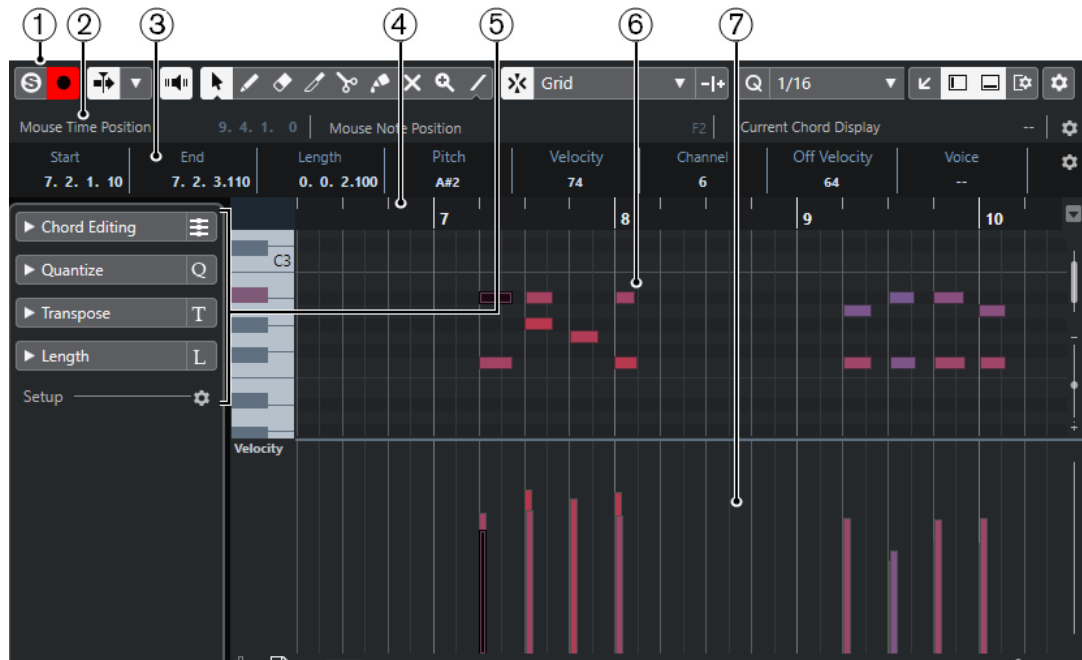 1 2 3 4 5 6 7
S Grid Q 1/16
Mouse Time Position 9. 4. 1. 0 Mouse Note Position F2 Current Chord Display --
Start End Length Pitch Velocity Channel Off Velocity Voice
7. 2. 1. 10 7. 2. 3.110 0. 0. 2.100 A#2 74 6 64 --
7 8 9 10
Chord Editing
C3
Quantize Q
Transpose T
Length L
Setup
Velocity